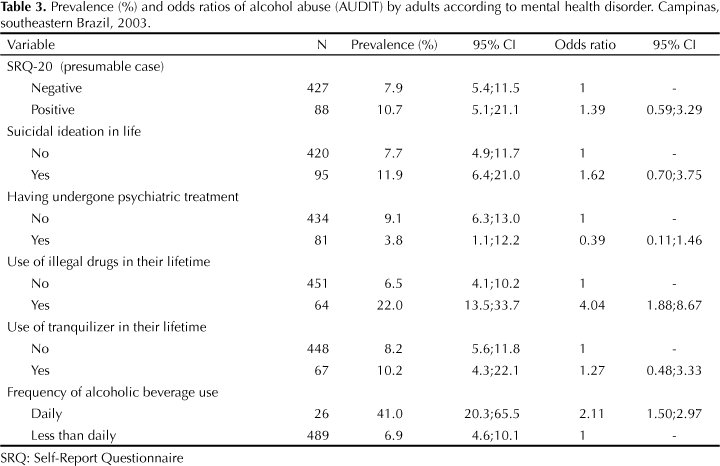 Table 3. Prevalence (%) and odds ratios of alcohol abuse (AUDIT) by adults according to mental health disorder. Campinas,
southeastern Brazil, 2003.
Variable N Prevalence (%) 95% CI Odds ratio 95% CI
SRQ-20 (presumable case)
Negative 427 7.9 5.4;11.5 1 -
Positive 88 10.7 5.1;21.1 1.39 0.59;3.29
Suicidal ideation in life
No 420 7.7 4.9;11.7 1 -
Yes 95 11.9 6.4;21.0 1.62 0.70;3.75
Having undergone psychiatric treatment
No 434 9.1 6.3;13.0 1 -
Yes 81 3.8 1.1;12.2 0.39 0.11;1.46
Use of illegal drugs in their lifetime
No 451 6.5 4.1;10.2 1 -
Yes 64 22.0 13.5;33.7 4.04 1.88;8.67
Use of tranquilizer in their lifetime
No 448 8.2 5.6;11.8 1 -
Yes 67 10.2 4.3;22.1 1.27 0.48;3.33
Frequency of alcoholic beverage use
Daily 26 41.0 20.3;65.5 2.11 1.50;2.97
Less than daily 489 6.9 4.6;10.1 1 -
SRQ: Self-Report Questionnaire